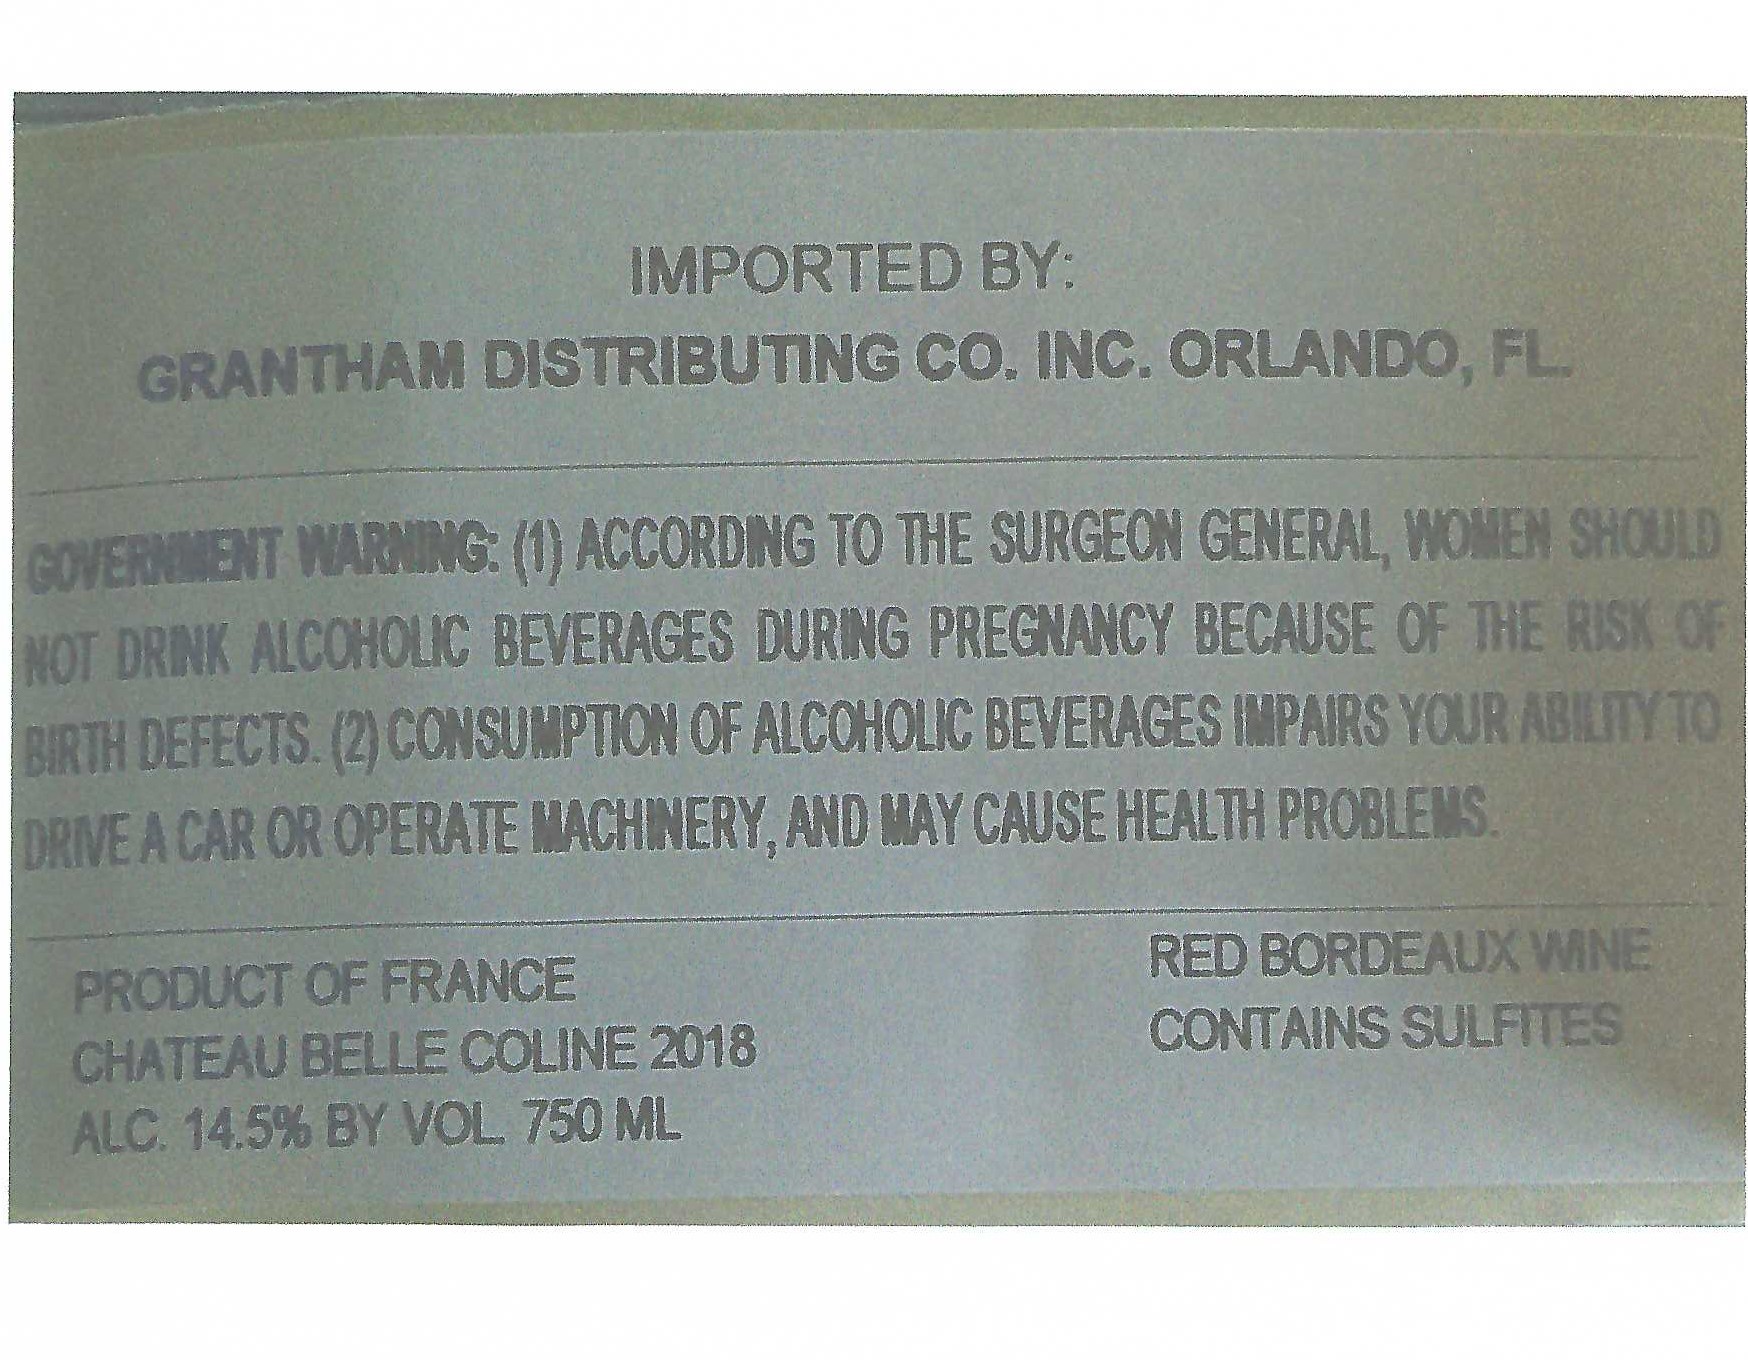 IMPORTED BY:
GRANTHAM DISTRIBUTING CO. INC. ORLANDO, FL.
GOVERNMENT WARNING: (1) ACCORDING TO THE SURGEON GENERAL, WOMEN SHOULD
NOT DRINK ALCOHOLIC BEVERAGES DURING PREGNANCY BECAUSE OF THE RISK OF
BIRTH DEFECTS. (2) CONSUMPTION OF ALCOHOLIC BEVERAGES IMPAIRS YOUR ABILITY TO
DRIVE A CAR OR OPERATE MACHINERY, AND MAY CAUSE HEALTH PROBLEMS.
PRODUCT OF FRANCE
CHATEAU BELLE COLINE 2018
ALC. 14.5% BY VOL. 750 ML
RED BORDEAUX WINE
CONTAINS SULFITES